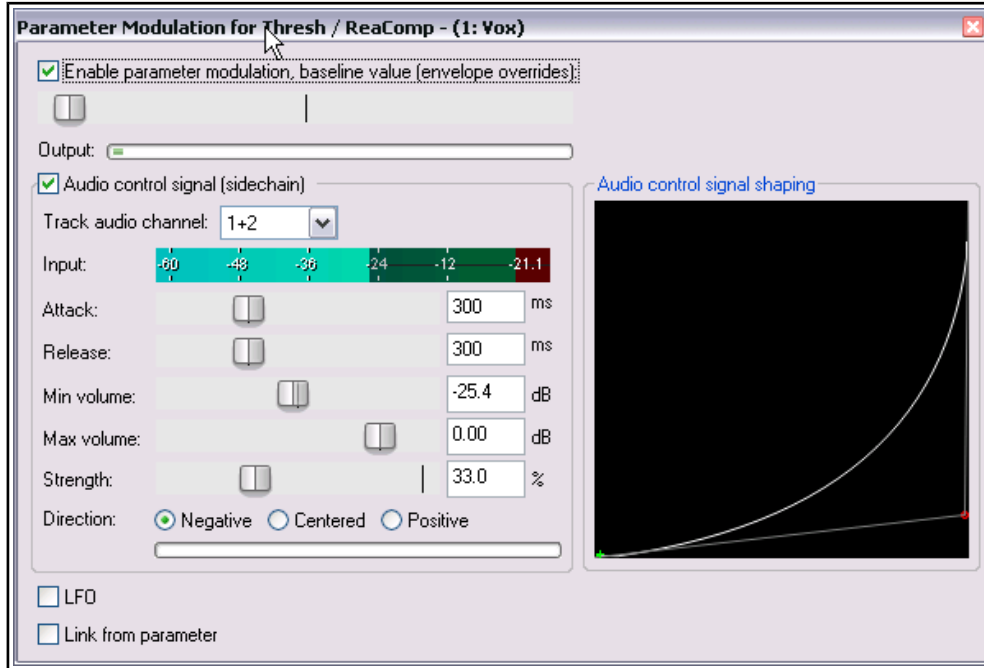 Parameter Modulation for Thresh / ReaComp - (1: Vox)
Enable parameter modulation, baseline value (envelope overrides)
Output:
Audio control signal (sidechain)
Track audio channel: 1+2
Input: -60 -48 -36 -24 -12 -21.1
Attack: 300 ms
Release: 300 ms
Min volume: -25.4 dB
Max volume: 0.00 dB
Strength: 33.0 %
Direction: Negative Centered Positive
Audio control signal shaping
LFO
Link from parameter